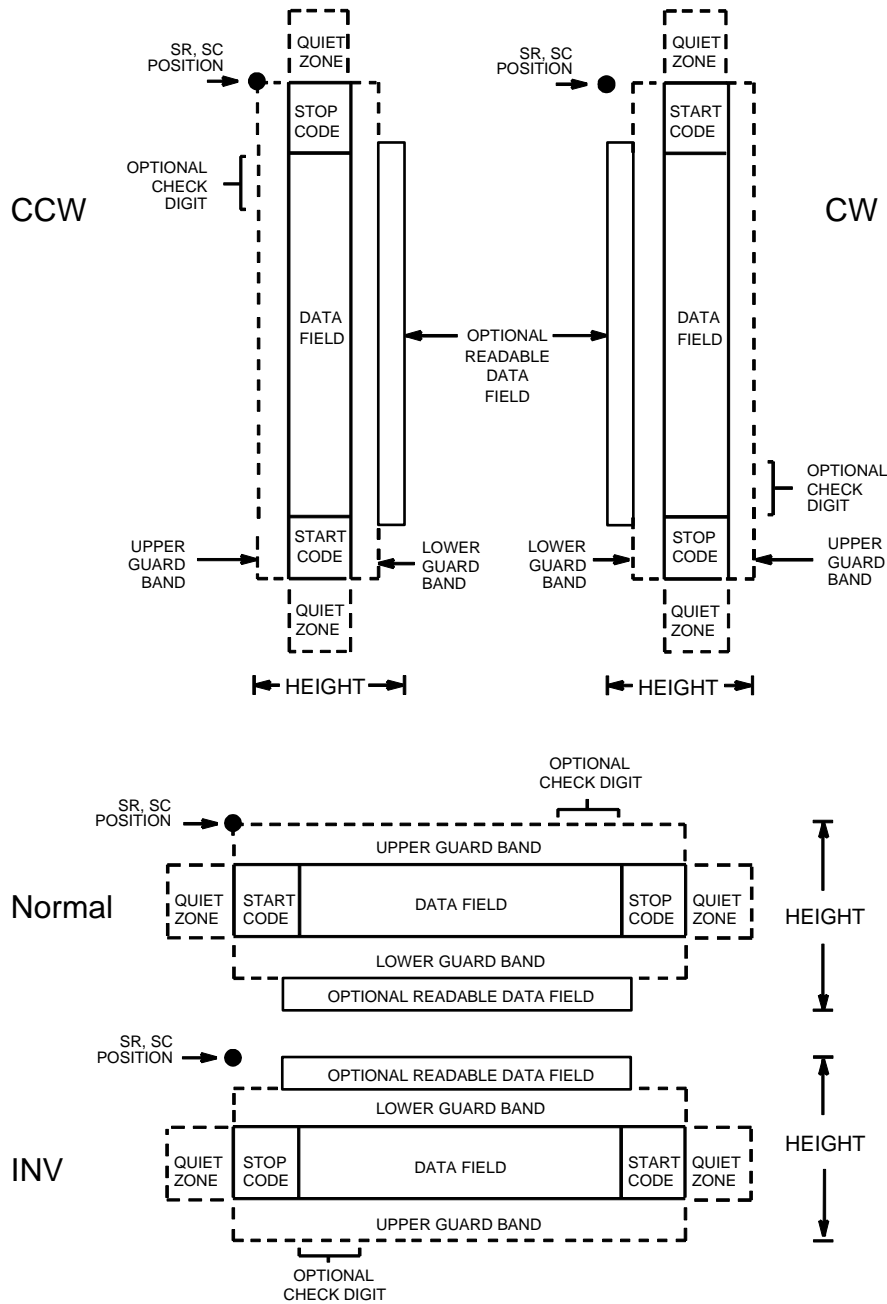 QUIET
ZONE
SR, SC
POSITION
STOP
CODE
OPTIONAL
CHECK
DIGIT
CCW
DATA
FIELD
START
CODE
UPPER
GUARD
BAND
LOWER
GUARD
BAND
QUIET
ZONE
HEIGHT
OPTIONAL
READABLE
DATA
FIELD
QUIET
ZONE
SR, SC
POSITION
START
CODE
CW
DATA
FIELD
OPTIONAL
CHECK
DIGIT
LOWER
GUARD
BAND
STOP
CODE
UPPER
GUARD
BAND
QUIET
ZONE
HEIGHT
OPTIONAL
CHECK DIGIT
SR, SC
POSITION
UPPER GUARD BAND
Normal
QUIET
ZONE
START
CODE
DATA FIELD
STOP
CODE
QUIET
ZONE
HEIGHT
LOWER GUARD BAND
OPTIONAL READABLE DATA FIELD
SR, SC
POSITION
OPTIONAL READABLE DATA FIELD
LOWER GUARD BAND
HEIGHT
INV
QUIET
ZONE
STOP
CODE
DATA FIELD
START
CODE
QUIET
ZONE
UPPER GUARD BAND
OPTIONAL
CHECK DIGIT